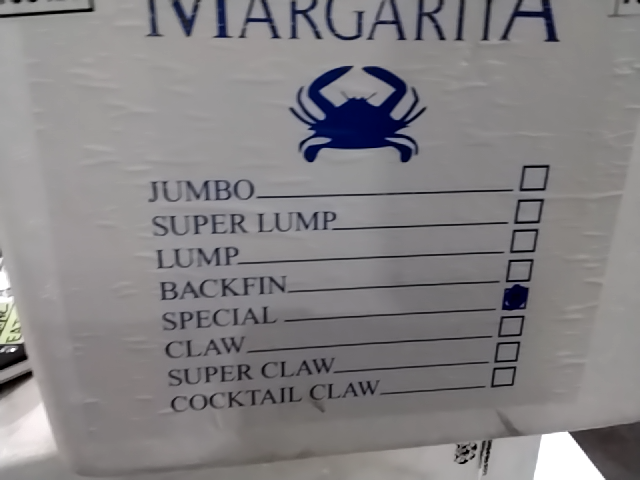 MARGARITA
JUMBO
SUPER LUMP
LUMP
BACKFIN
SPECIAL
CLAW
SUPER CLAW
COCKTAIL CLAW